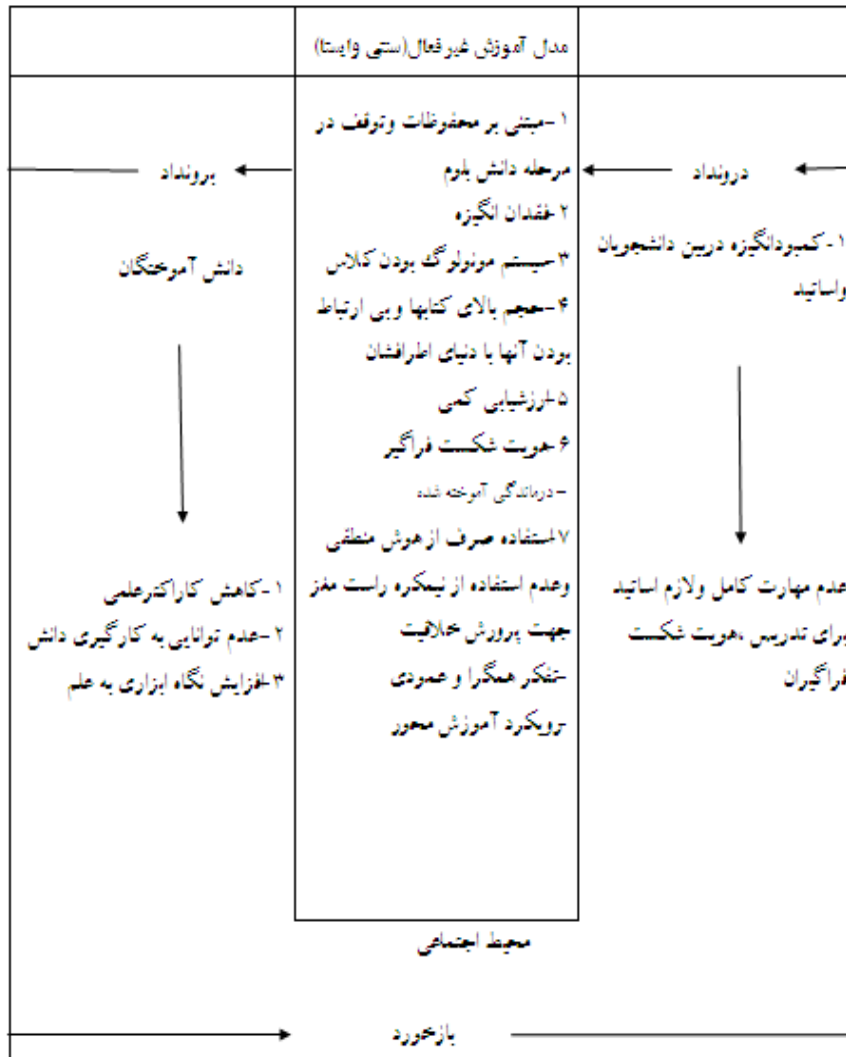 مدل آموزش غیرفعال(سنتی وایستا)
درونداد
۱-کمبودانگیزه دربین دانشجویان
واساتید
عدم مهارت کامل ولازم اساتید
برای تدریس ،هویت شکست
فراگیران
۱-مبتنی بر محفوظات وتوقف در
مرحله دانش بلوم
۲-فقدان انگیزه
۳-سیستم مونولوگ بودن کلاس
۴-حجم بالای کتابها و بی ارتباط
بودن آنها با دنیای اطرافشان
۵-ارزشیابی کمی
۶-هویت شکست فراگیر
-درماندگی آموخته شده
۷-استفاده صرف از هوش منطقی
وعدم استفاده از نیمکره راست مغز
جهت پرورش خلاقیت
-تفکر همگرا و عمودی
-رویکرد آموزش محور
برونداد
دانش آموختگان
۱-کاهش کاراکترعلمی
۲-عدم توانایی به کارگیری دانش
۳-افزایش نگاه ابزاری به علم
محیط اجتماعی
بازخورد